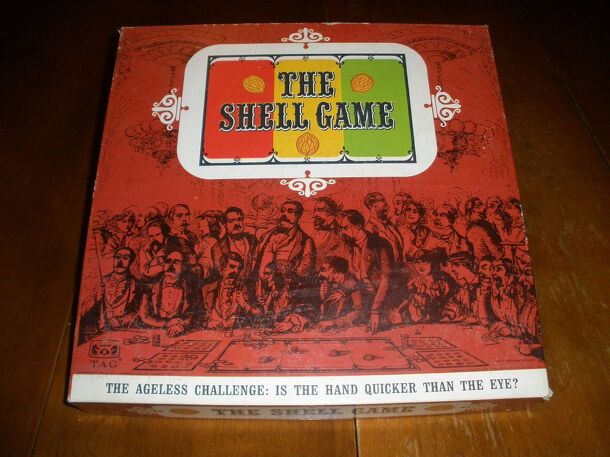 THE
SHELL GAME
TAG
THE AGELESS CHALLENGE: IS THE HAND QUICKER THAN THE EYE?
THE SHELL GAME